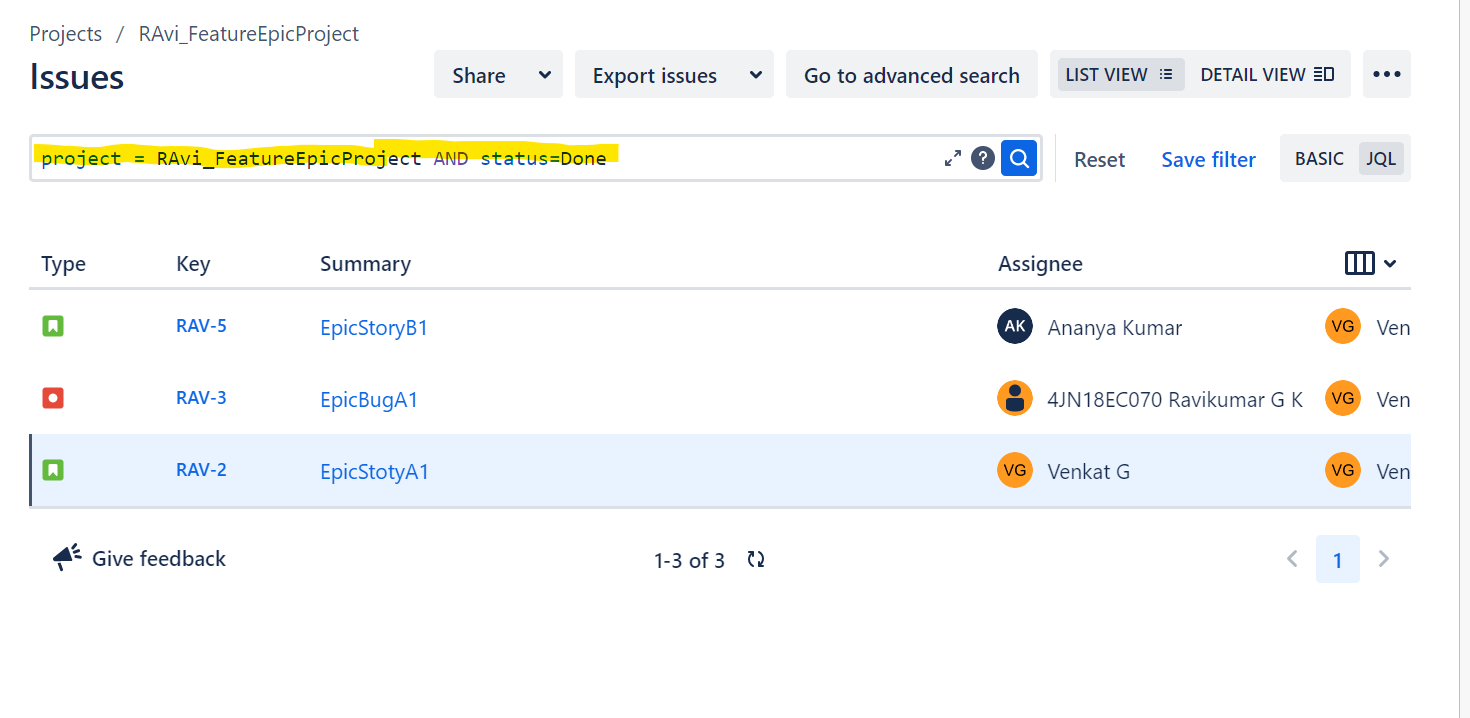 Projects / RAvi_FeatureEpicProject
Issues
Share
Export issues
Go to advanced search
LIST VIEW
DETAIL VIEW
project = RAvi_FeatureEpicProject AND status=Done
?
Reset
Save filter
BASIC
JQL
Type Key Summary Assignee
RAV-5 EpicStoryB1 AK Ananya Kumar VG Ven
RAV-3 EpicBugA1 4JN18EC070 Ravikumar G K VG Ven
RAV-2 EpicStotyA1 VG Venkat G VG Ven
Give feedback
1-3 of 3
1